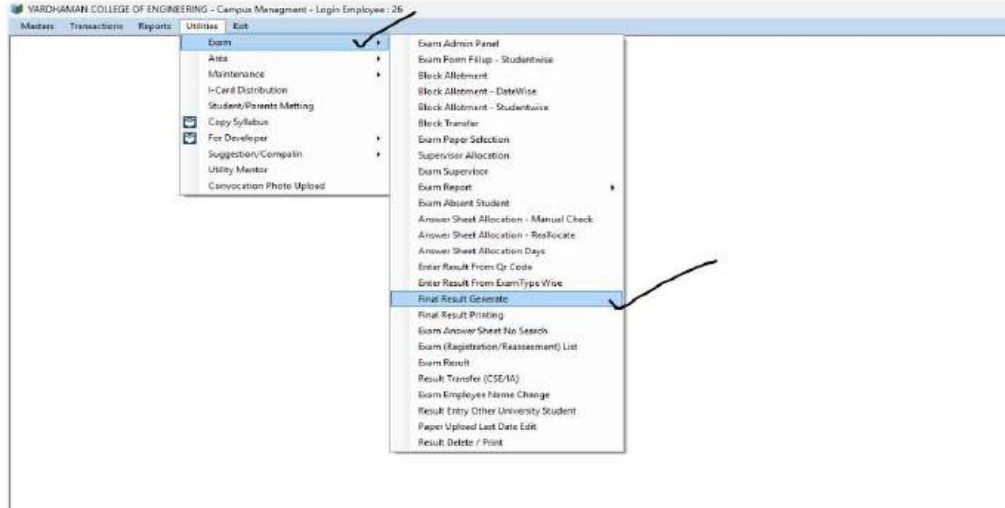 VARDHAMAN COLLEGE OF ENGINEERING - Campus Managment - Login Employee : 26
Masters Transactions Reports Utilities Exit
Exam
Area
Maintenance
I-Card Distribution
Student/Parents Metting
Copy Syllabus
For Developer
Suggestion/Compalin
Utility Mentor
Convocation Photo Upload
Exam Admin Panel
Exam Form Fillup - Studentwise
Block Allotment
Block Allotment - DateWise
Block Allotment - Studentwise
Block Transfer
Exam Paper Selection
Supervisor Allocation
Exam Supervisor
Exam Report
Exam Absent Student
Answer Sheet Allocation - Manual Check
Answer Sheet Allocation - Reallocate
Answer Sheet Allocation Days
Enter Result From Qr Code
Enter Result From ExamType Wise
Final Result Generate
Final Result Printing
Exam Answer Sheet No Search
Exam (Registration/Reassesment) List
Exam Result
Result Transfer (CSE/IA)
Exam Employee Name Change
Result Entry Other University Student
Paper Upload Last Date Edit
Result Delete / Print